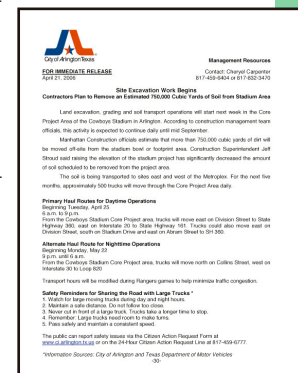 City of Arlington Texas
Management Resources
FOR IMMEDIATE RELEASE
Contact: Cheryel Carpenter
April 21, 2006
817-459-6404 or 817-832-3470
Site Excavation Work Begins
Contractors Plan to Remove an Estimated 750,000 Cubic Yards of Soil from Stadium Area
Land excavation, grading and soil transport operations will start next week in the Core
Project Area of the Cowboys Stadium in Arlington. According to construction management team
officials, this activity is expected to continue daily until mid September.
Manhattan Construction officials estimate that more than 750,000 cubic yards of dirt will
be moved off-site from the stadium bowl or footprint area. Construction Superintendent Jeff
Stroud said raising the elevation of the stadium project has significantly decreased the amount
of soil scheduled to be removed from the project area.
The soil is being transported to sites east and west of the Metroplex. For the next five
months, approximately 500 trucks will move through the Core Project Area daily.
Primary Haul Routes for Daytime Operations
Beginning Tuesday, April 25
6 a.m. to 9 p.m.
From the Cowboys Stadium Core Project area, trucks will move east on Division Street to State
Highway 360, east on Interstate 20 to State Highway 161. Trucks could also move east on
Division Street, south on Stadium Drive and east on Abram Street to SH 360.
Alternate Haul Route for Nighttime Operations
Beginning Monday, May 22
9 p.m. until 6 a.m.
From the Cowboys Stadium Core Project area, trucks will move north on Collins Street, west on
Interstate 30 to Loop 820
Transport hours will be modified during Rangers games to help minimize traffic congestion.
Safety Reminders for Sharing the Road with Large Trucks *
1. Watch for large moving trucks during day and night hours.
2. Maintain a safe distance. Do not follow too close.
3. Never cut in front of a large truck. Trucks take a longer time to stop.
4. Remember: Large trucks need room to make turns.
5. Pass safely and maintain a consistent speed.
The public can report safety issues via the Citizen Action Request Form at
www.ci.arlington.tx.us or on the 24-Hour Citizen Action Request Line at 817-459-6777.
*Information Sources: City of Arlington and Texas Department of Motor Vehicles
-30-